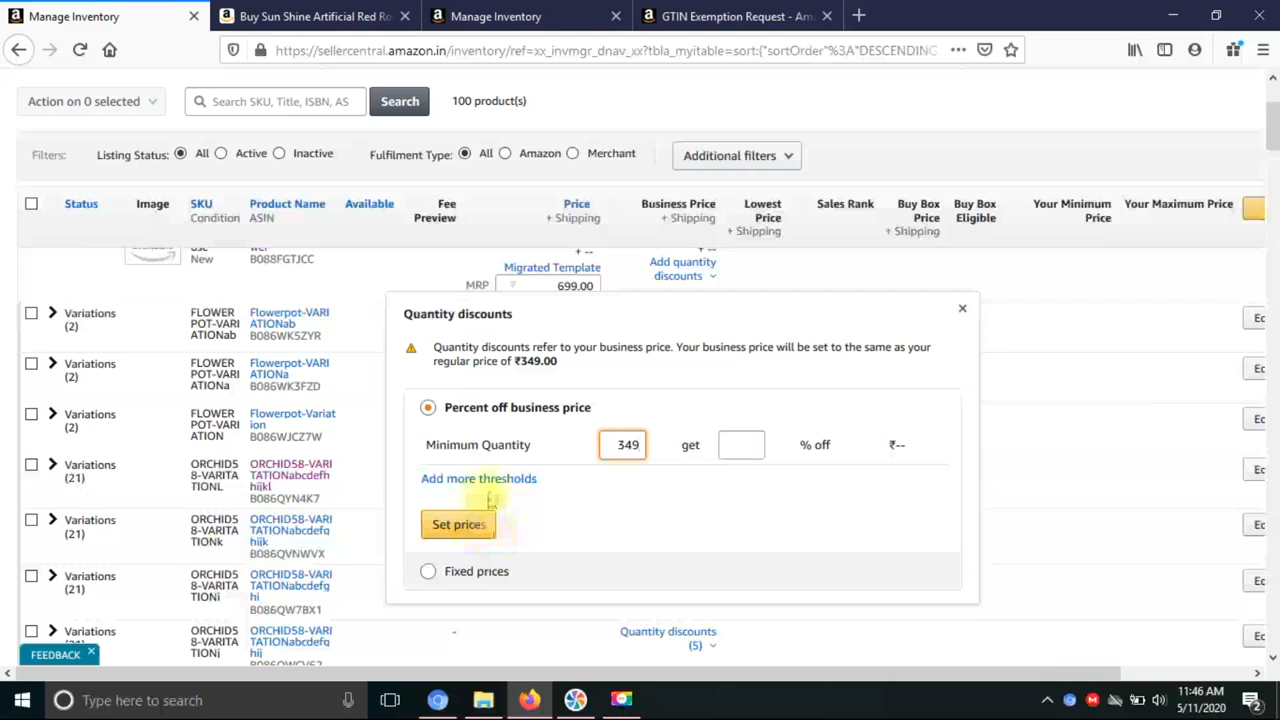 Manage Inventory
Buy Sun Shine Artificial Red Ro
Manage Inventory
GTIN Exemption Request - Ama
https://sellercentral.amazon.in/inventory/ref=xx_invmgr_dnav_xx?tbla_myitable=sort:{"sortOrder"%3A"DESCENDING
Action on 0 selected
Search SKU, Title, ISBN, AS
Search
100 product(s)
Filters:
Listing Status:
All
Active
Inactive
Fulfilment Type:
All
Amazon
Merchant
Additional filters
Status
Image
SKU
Condition
Product Name
ASIN
Available
Fee
Preview
Price
+ Shipping
Business Price
+ Shipping
Lowest
Price
+ Shipping
Sales Rank
Buy Box
Price
+ Shipping
Buy Box
Eligible
Your Minimum
Price
Your Maximum Price
New
B088FGTJCC
+ --
Migrated Template
MRP
699.00
+ --
Add quantity
discounts
Variations
(2)
FLOWER
POT-VARI
ATIONab
Flowerpot-VARI
ATIONab
B086WK5ZYR
Variations
(2)
FLOWER
POT-VARI
ATIONa
Flowerpot-VARI
ATIONa
B086WK3FZD
Variations
(2)
FLOWER
POT-VARI
ATION
Flowerpot-Variat
ion
B086WJCZ7W
Variations
(21)
ORCHID5
8-VARITA
TATIONL
ORCHID58-VARI
TATIONabcdefh
hijkl
B086QYN4K7
Variations
(21)
ORCHID5
8-VARITA
TIONk
ORCHID58-VARI
TATIONabcdefg
hijk
B086QVNWVX
Variations
(21)
ORCHID5
8-VARITA
TATIONi
ORCHID58-VARI
TATIONabcdefg
hi
B086QW7BX1
Variations
ORCHID5
8-VARITAT
ORCHID58-VARI
TATIONabcdefg
hij
-
Quantity discounts
(5)
Quantity discounts
Quantity discounts refer to your business price. Your business price will be set to the same as your
regular price of ₹349.00
Percent off business price
Minimum Quantity
349
get
% off
₹--
Add more thresholds
Set prices
Fixed prices
FEEDBACK
Type here to search
11:46 AM
5/11/2020
2